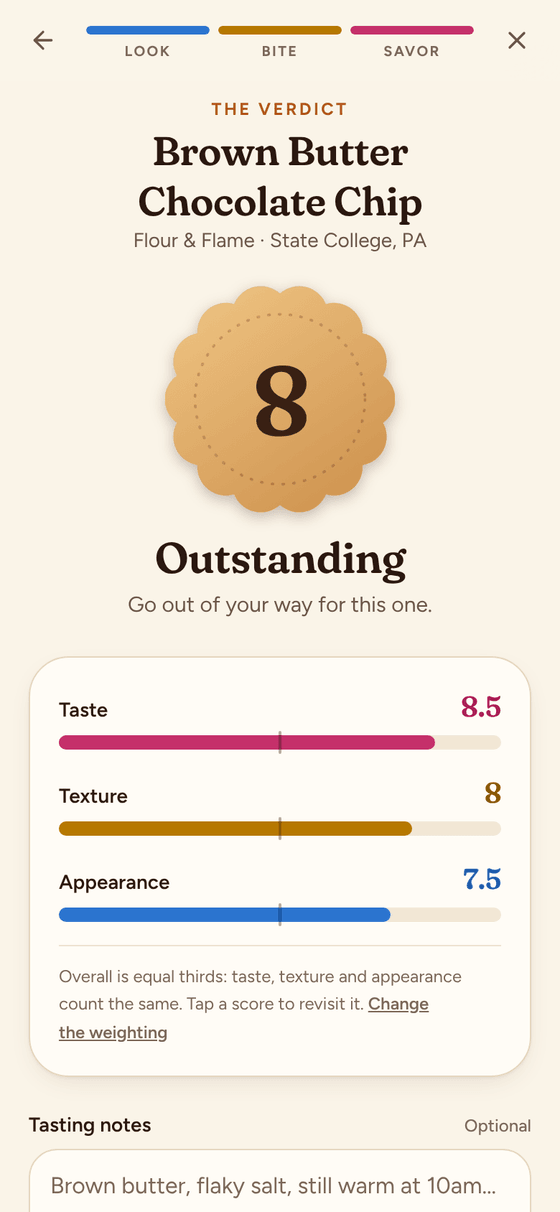 LOOK
BITE
SAVOR
THE VERDICT
Brown Butter
Chocolate Chip
Flour & Flame · State College, PA
8
Outstanding
Go out of your way for this one.
Taste
8.5
Texture
8
Appearance
7.5
Overall is equal thirds: taste, texture and appearance
count the same. Tap a score to revisit it. Change
the weighting
Tasting notes
Optional
Brown butter, flaky salt, still warm at 10am...